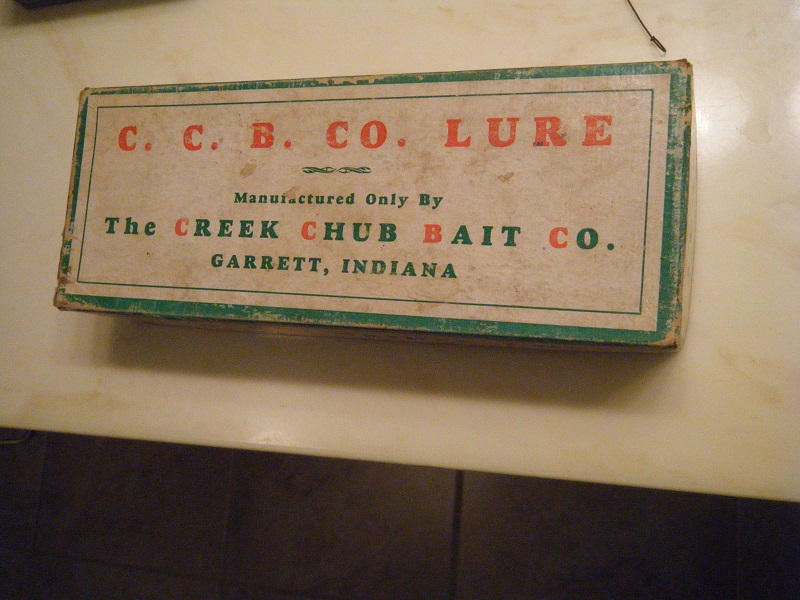 C. C. B. CO. LURE
Manufactured Only By
The CREEK CHUB BAIT CO.
GARRETT, INDIANA